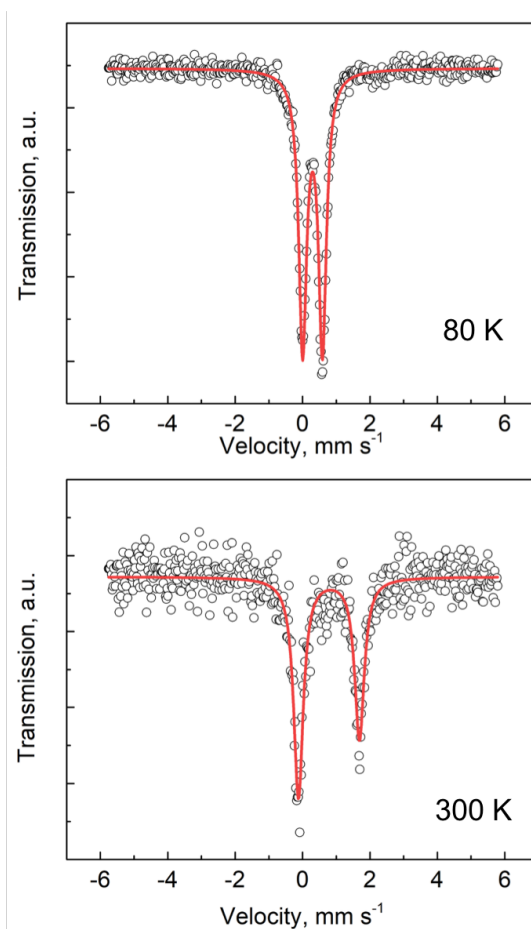 Transmission, a.u.
80 K
-6 -4 -2 0 2 4 6
Velocity, mm s⁻¹
Transmission, a.u.
300 K
-6 -4 -2 0 2 4 6
Velocity, mm s⁻¹